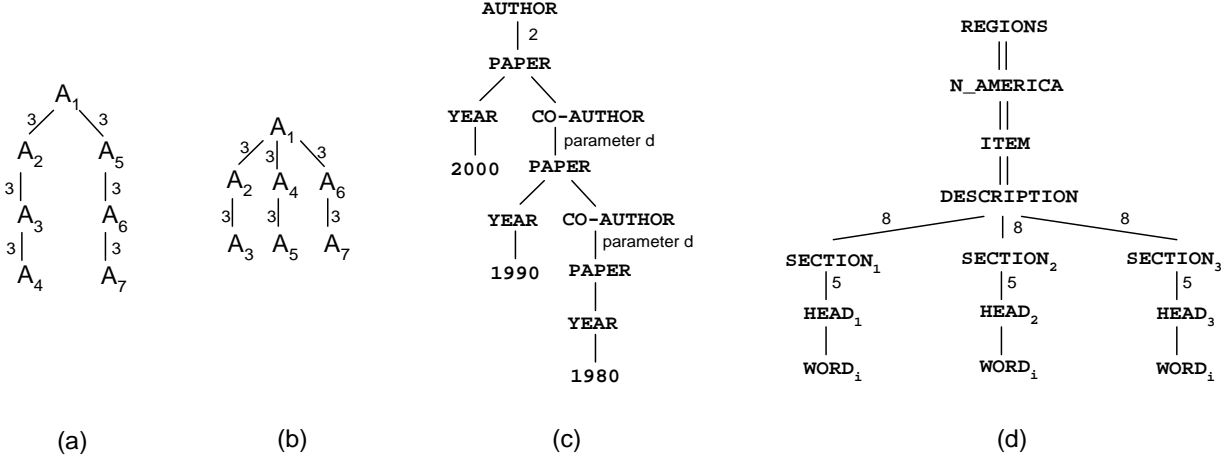 A1
3 3
A2 A5
3 3
A3 A6
3 3
A4 A7
(a)
A1
3 3 3
A2 A4 A6
3 3 3
A3 A5 A7
(b)
AUTHOR
2
PAPER
YEAR CO-AUTHOR
parameter d
2000 PAPER
YEAR CO-AUTHOR
parameter d
1990 PAPER
YEAR
1980
(c)
REGIONS
N_AMERICA
ITEM
DESCRIPTION
8 8 8
SECTION1 SECTION2 SECTION3
5 5 5
HEAD1 HEAD2 HEAD3
WORDi WORDi WORDi
(d)